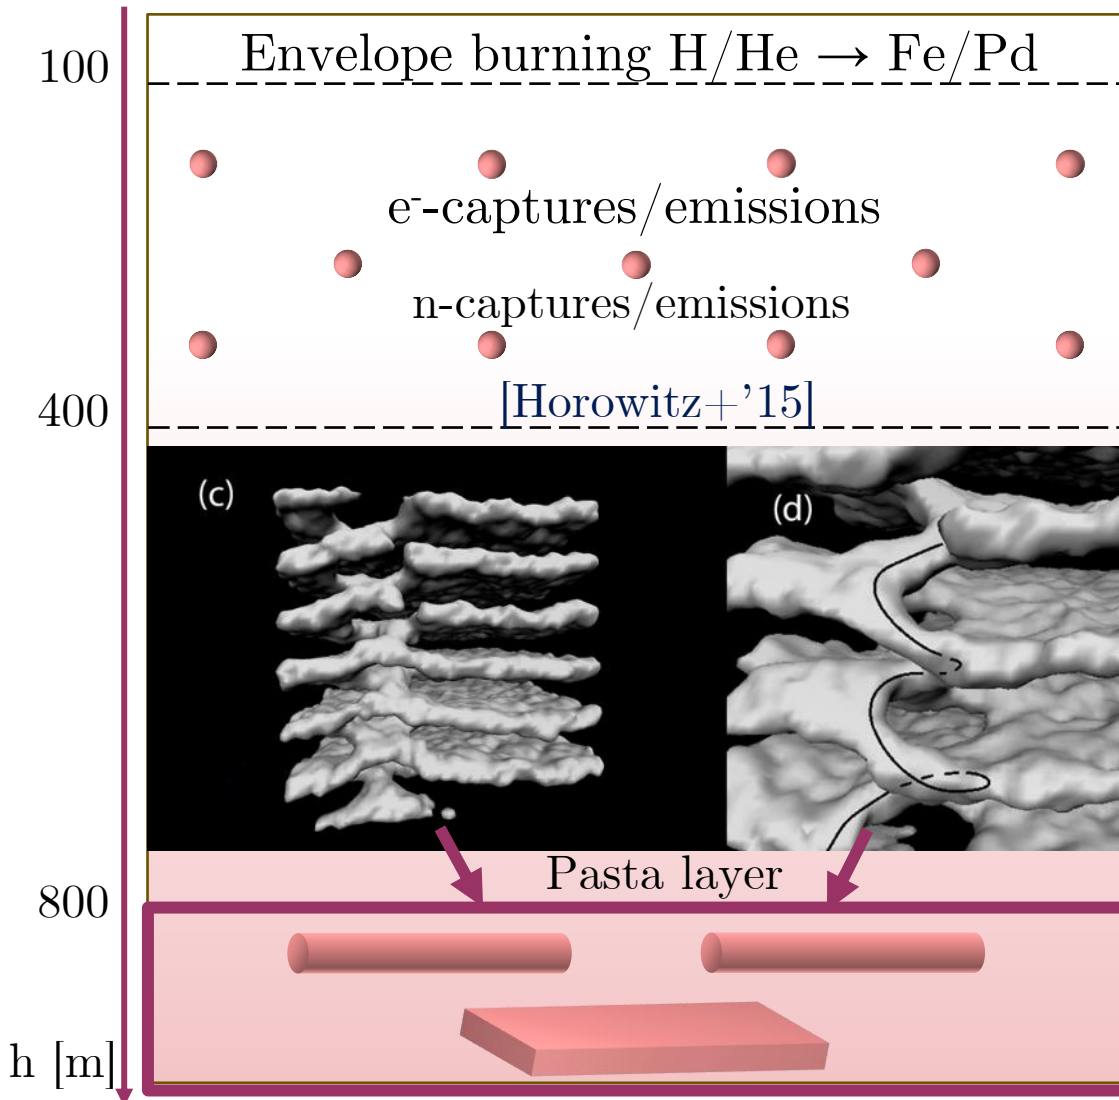 100
Envelope burning H/He → Fe/Pd
e⁻-captures/emissions
n-captures/emissions
400
[Horowitz+’15]
(c)
(d)
Pasta layer
800
h [m]